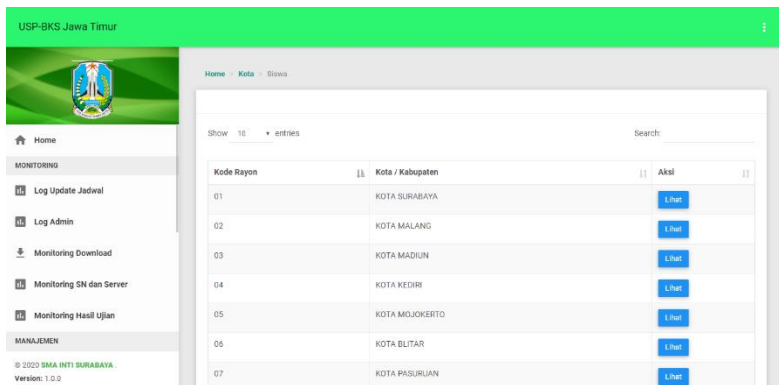 USP-BKS Jawa Timur
Home > Kota > Siswa
Home
MONITORING
Log Update Jadwal
Log Admin
Monitoring Download
Monitoring SN dan Server
Monitoring Hasil Ujian
MANAJEMEN
© 2020 SMA INTI SURABAYA .
Version: 1.0.0
Show 10 entries
Search:
Kode Rayon Kota / Kabupaten Aksi
01 KOTA SURABAYA Lihat
02 KOTA MALANG Lihat
03 KOTA MADIUN Lihat
04 KOTA KEDIRI Lihat
05 KOTA MOJOKERTO Lihat
06 KOTA BLITAR Lihat
07 KOTA PASURUAN Lihat